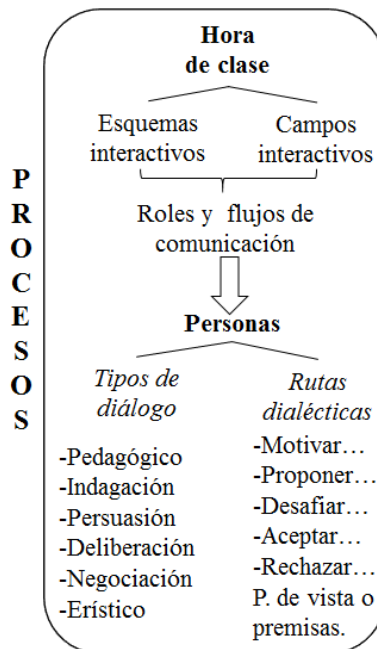 PROCESOS
Hora
de clase
Esquemas
interactivos
Campos
interactivos
Roles y flujos de
comunicación
Personas
Tipos de
diálogo
-Pedagógico
-Indagación
-Persuasión
-Deliberación
-Negociación
-Erístico
Rutas
dialécticas
-Motivar…
-Proponer…
-Desafiar…
-Aceptar…
-Rechazar…
P. de vista o
premisas.